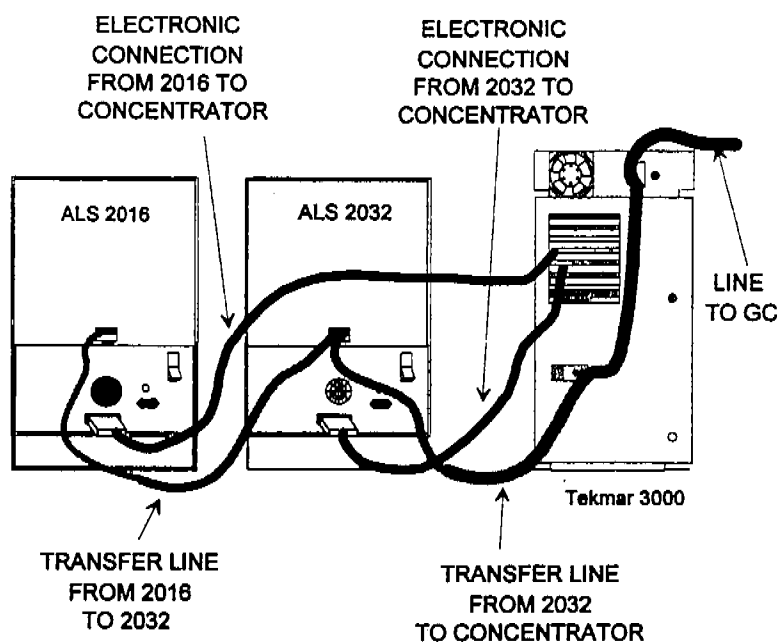 ELECTRONIC
CONNECTION
FROM 2016 TO
CONCENTRATOR
ELECTRONIC
CONNECTION
FROM 2032 TO
CONCENTRATOR
ALS 2016
ALS 2032
LINE
TO GC
Tekmar 3000
TRANSFER LINE
FROM 2016
TO 2032
TRANSFER LINE
FROM 2032
TO CONCENTRATOR